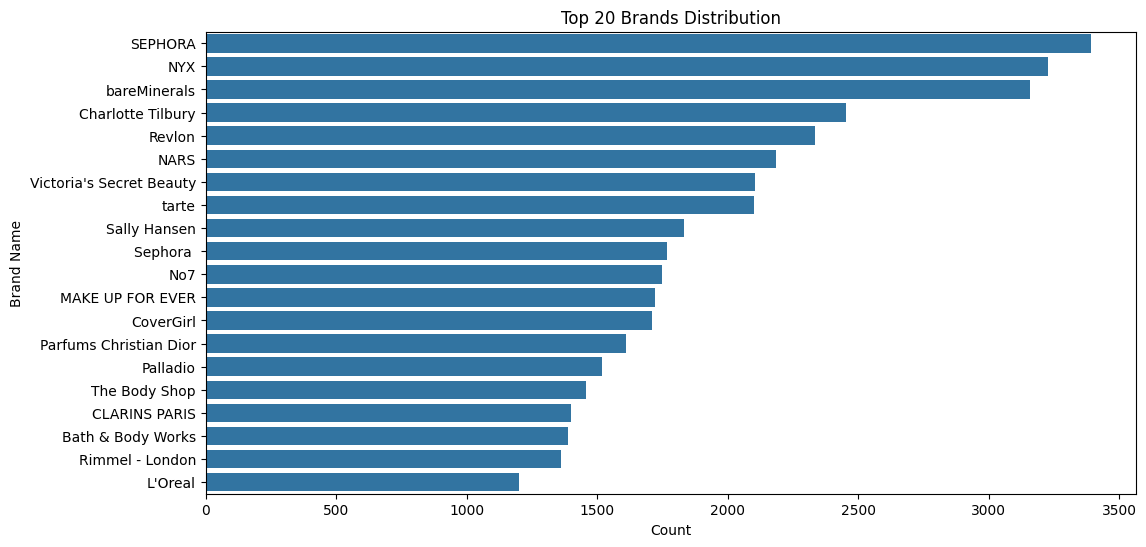 Top 20 Brands Distribution
Brand Name
SEPHORA
NYX
bareMinerals
Charlotte Tilbury
Revlon
NARS
Victoria's Secret Beauty
tarte
Sally Hansen
Sephora
No7
MAKE UP FOR EVER
CoverGirl
Parfums Christian Dior
Palladio
The Body Shop
CLARINS PARIS
Bath & Body Works
Rimmel - London
L'Oreal
0 500 1000 1500 2000 2500 3000 3500
Count